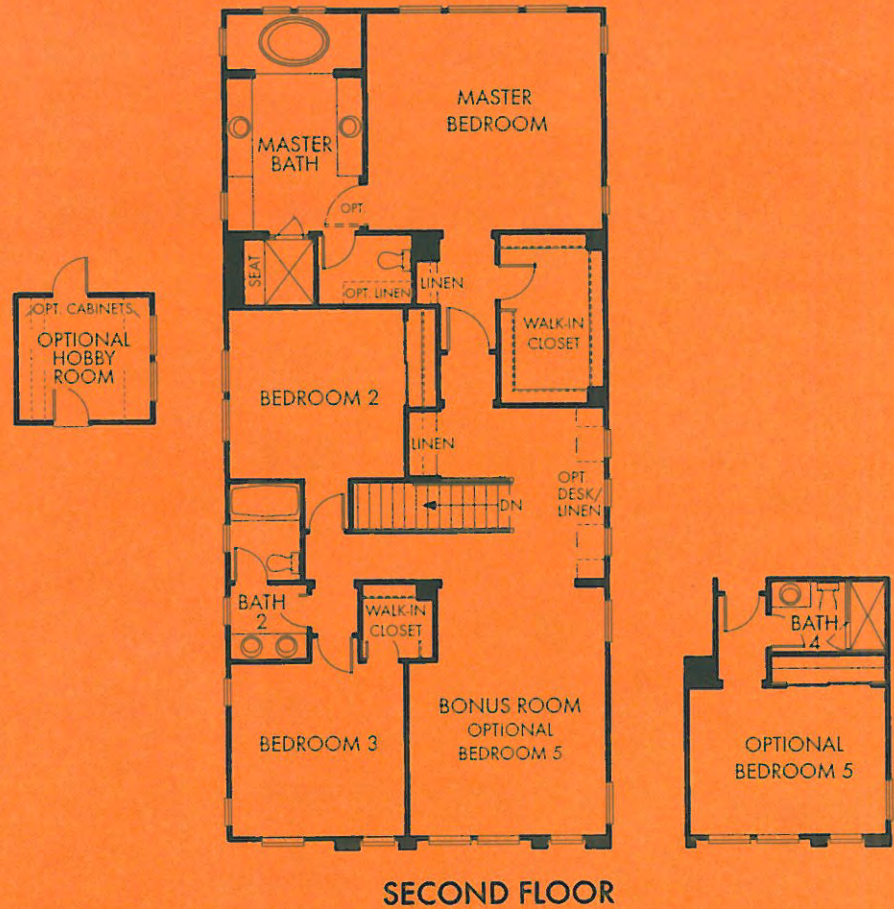 MASTER
BEDROOM
MASTER
BATH
OPT.
SEAT
OPT. LINEN
LINEN
WALK-IN
CLOSET
OPT. CABINETS
OPTIONAL
HOBBY
ROOM
BEDROOM 2
LINEN
OPT.
DESK/
LINEN
DN
BATH
2
WALK-IN
CLOSET
BEDROOM 3
BONUS ROOM
OPTIONAL
BEDROOM 5
BATH
4
OPTIONAL
BEDROOM 5
SECOND FLOOR